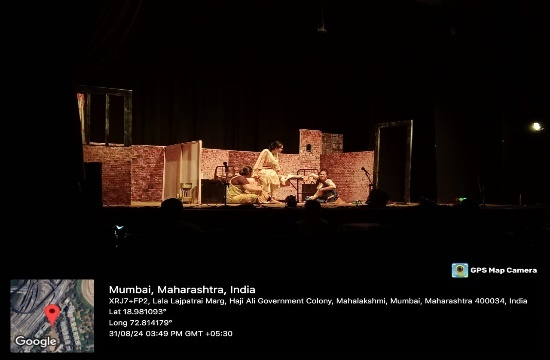 GPS Map Camera
Mumbai, Maharashtra, India
XRJ7+FP2, Lala Lajpatrai Marg, Haji Ali Government Colony, Mahalakshmi, Mumbai, Maharashtra 400034, India
Lat 18.981093°
Long 72.814179°
31/08/24 03:49 PM GMT +05:30
Google